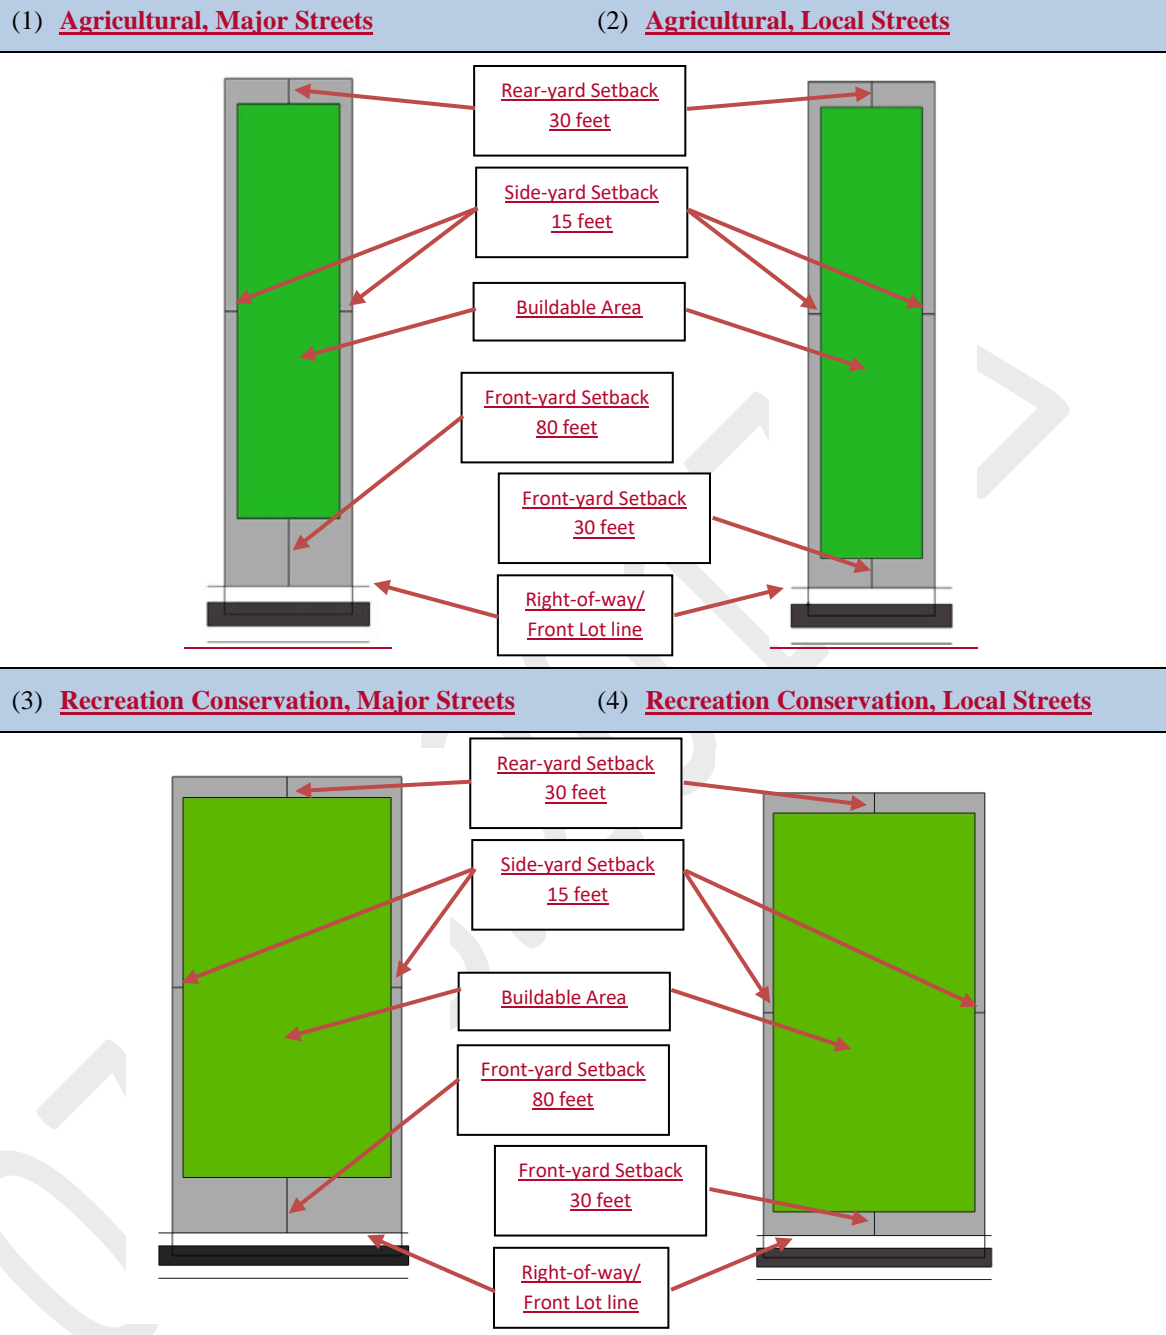 (1) Agricultural, Major Streets
(2) Agricultural, Local Streets
Rear-yard Setback
30 feet
Side-yard Setback
15 feet
Buildable Area
Front-yard Setback
80 feet
Front-yard Setback
30 feet
Right-of-way/
Front Lot line
(3) Recreation Conservation, Major Streets
(4) Recreation Conservation, Local Streets
Rear-yard Setback
30 feet
Side-yard Setback
15 feet
Buildable Area
Front-yard Setback
80 feet
Front-yard Setback
30 feet
Right-of-way/
Front Lot line